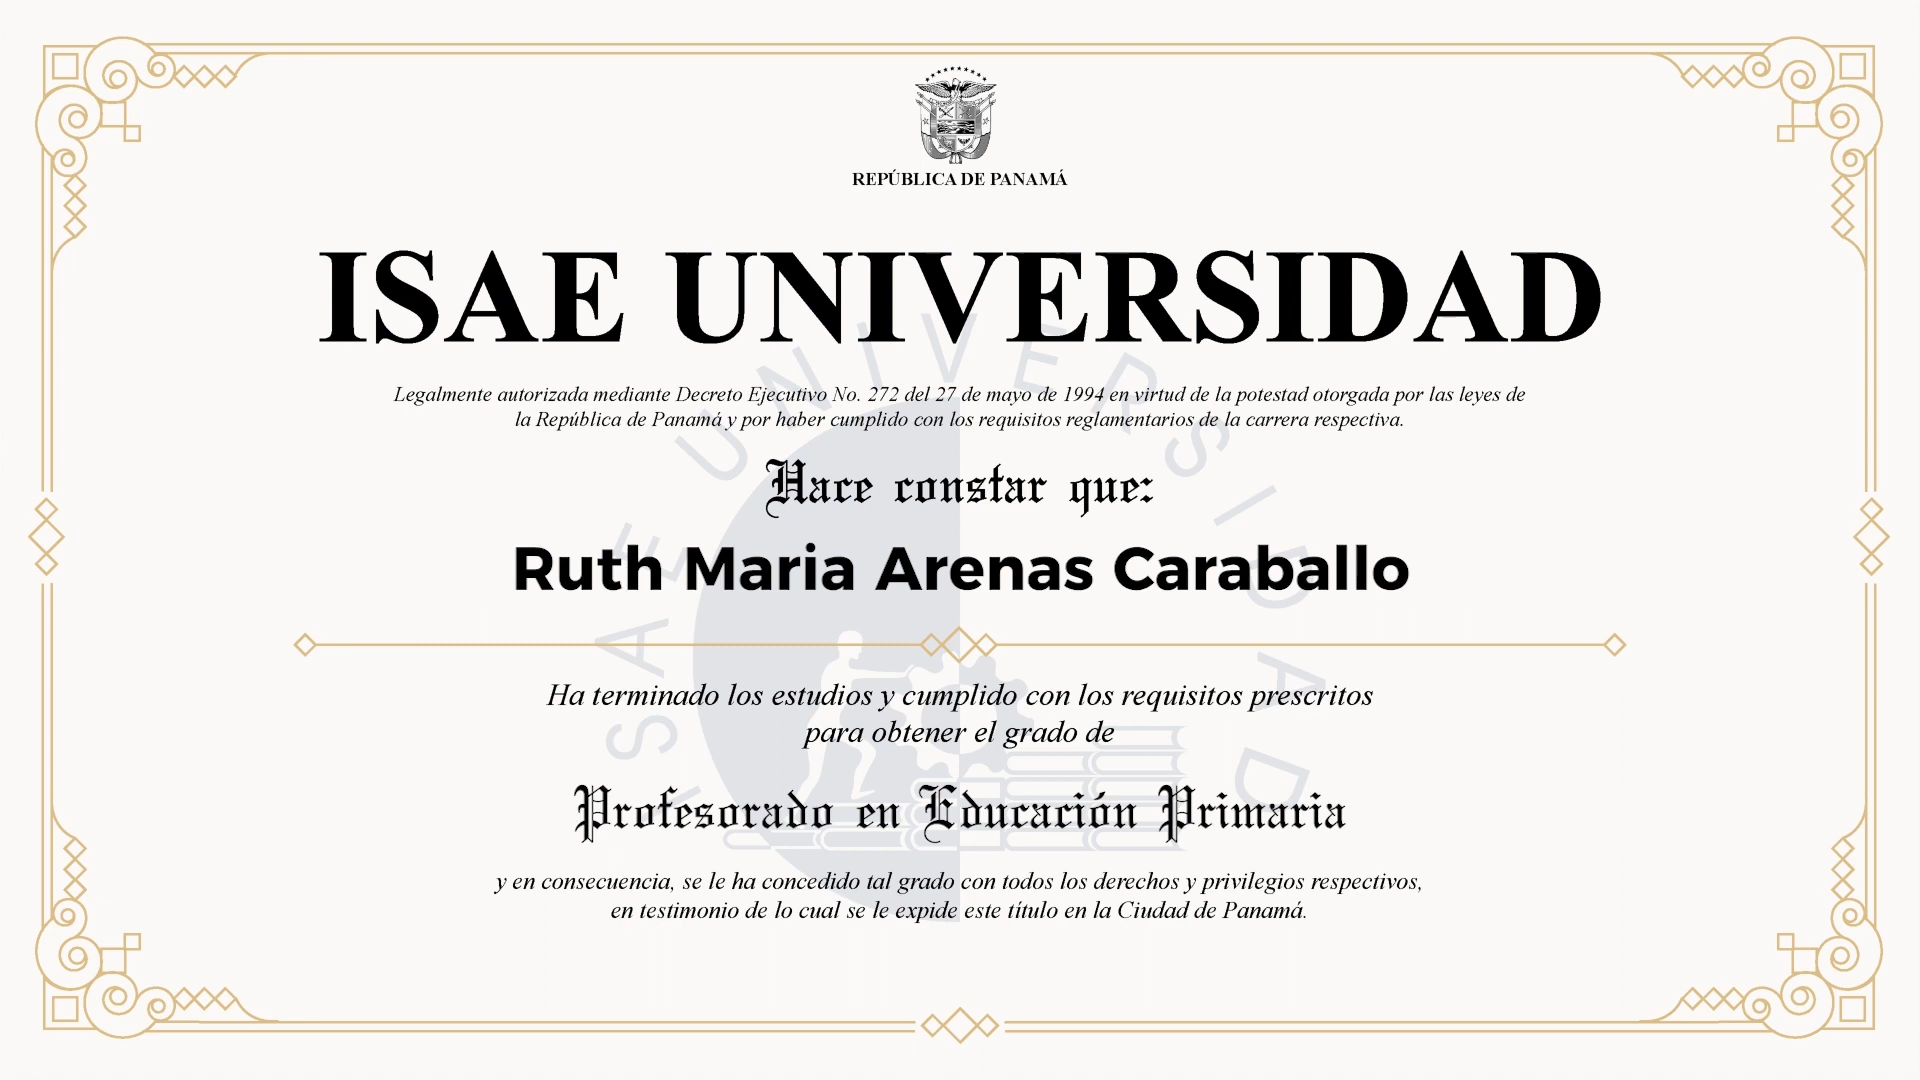 REPÚBLICA DE PANAMÁ
ISAE UNIVERSIDAD
Legalmente autorizada mediante Decreto Ejecutivo No. 272 del 27 de mayo de 1994 en virtud de la potestad otorgada por las leyes de
la República de Panamá y por haber cumplido con los requisitos reglamentarios de la carrera respectiva.
Hace constar que:
Ruth Maria Arenas Caraballo
Ha terminado los estudios y cumplido con los requisitos prescritos
para obtener el grado de
Profesorado en Educación Primaria
y en consecuencia, se le ha concedido tal grado con todos los derechos y privilegios respectivos,
en testimonio de lo cual se le expide este título en la Ciudad de Panamá.
ISAE UNIVERSIDAD